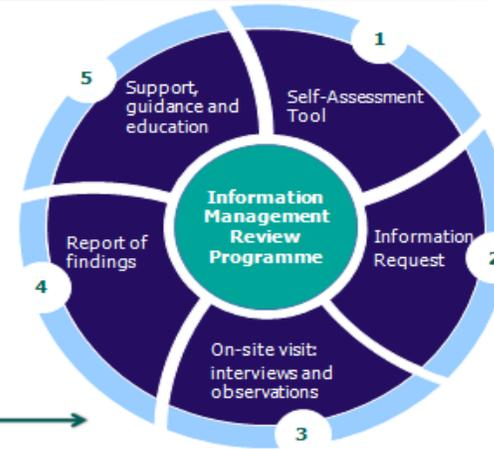 1
Self-Assessment
Tool
2
Information
Request
3
On-site visit:
interviews and
observations
4
Report of
findings
5
Support,
guidance and
education
Information
Management
Review
Programme